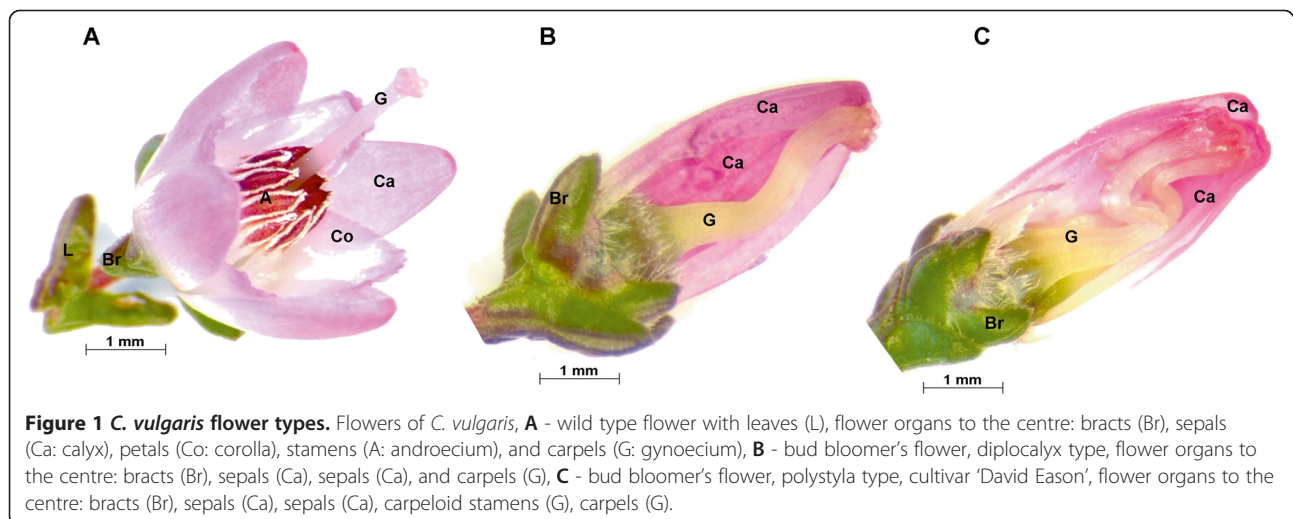 A
B
C
G
Ca
A
Co
L
Br
1 mm
Ca
Ca
Br
G
1 mm
Ca
Ca
G
Br
1 mm
Figure 1 C. vulgaris flower types. Flowers of C. vulgaris, A - wild type flower with leaves (L), flower organs to the centre: bracts (Br), sepals
(Ca: calyx), petals (Co: corolla), stamens (A: androecium), and carpels (G: gynoecium), B - bud bloomer's flower, diplocalyx type, flower organs to
the centre: bracts (Br), sepals (Ca), sepals (Ca), and carpels (G), C - bud bloomer's flower, polystyla type, cultivar 'David Eason', flower organs to the
centre: bracts (Br), sepals (Ca), sepals (Ca), carpeloid stamens (G), carpels (G).